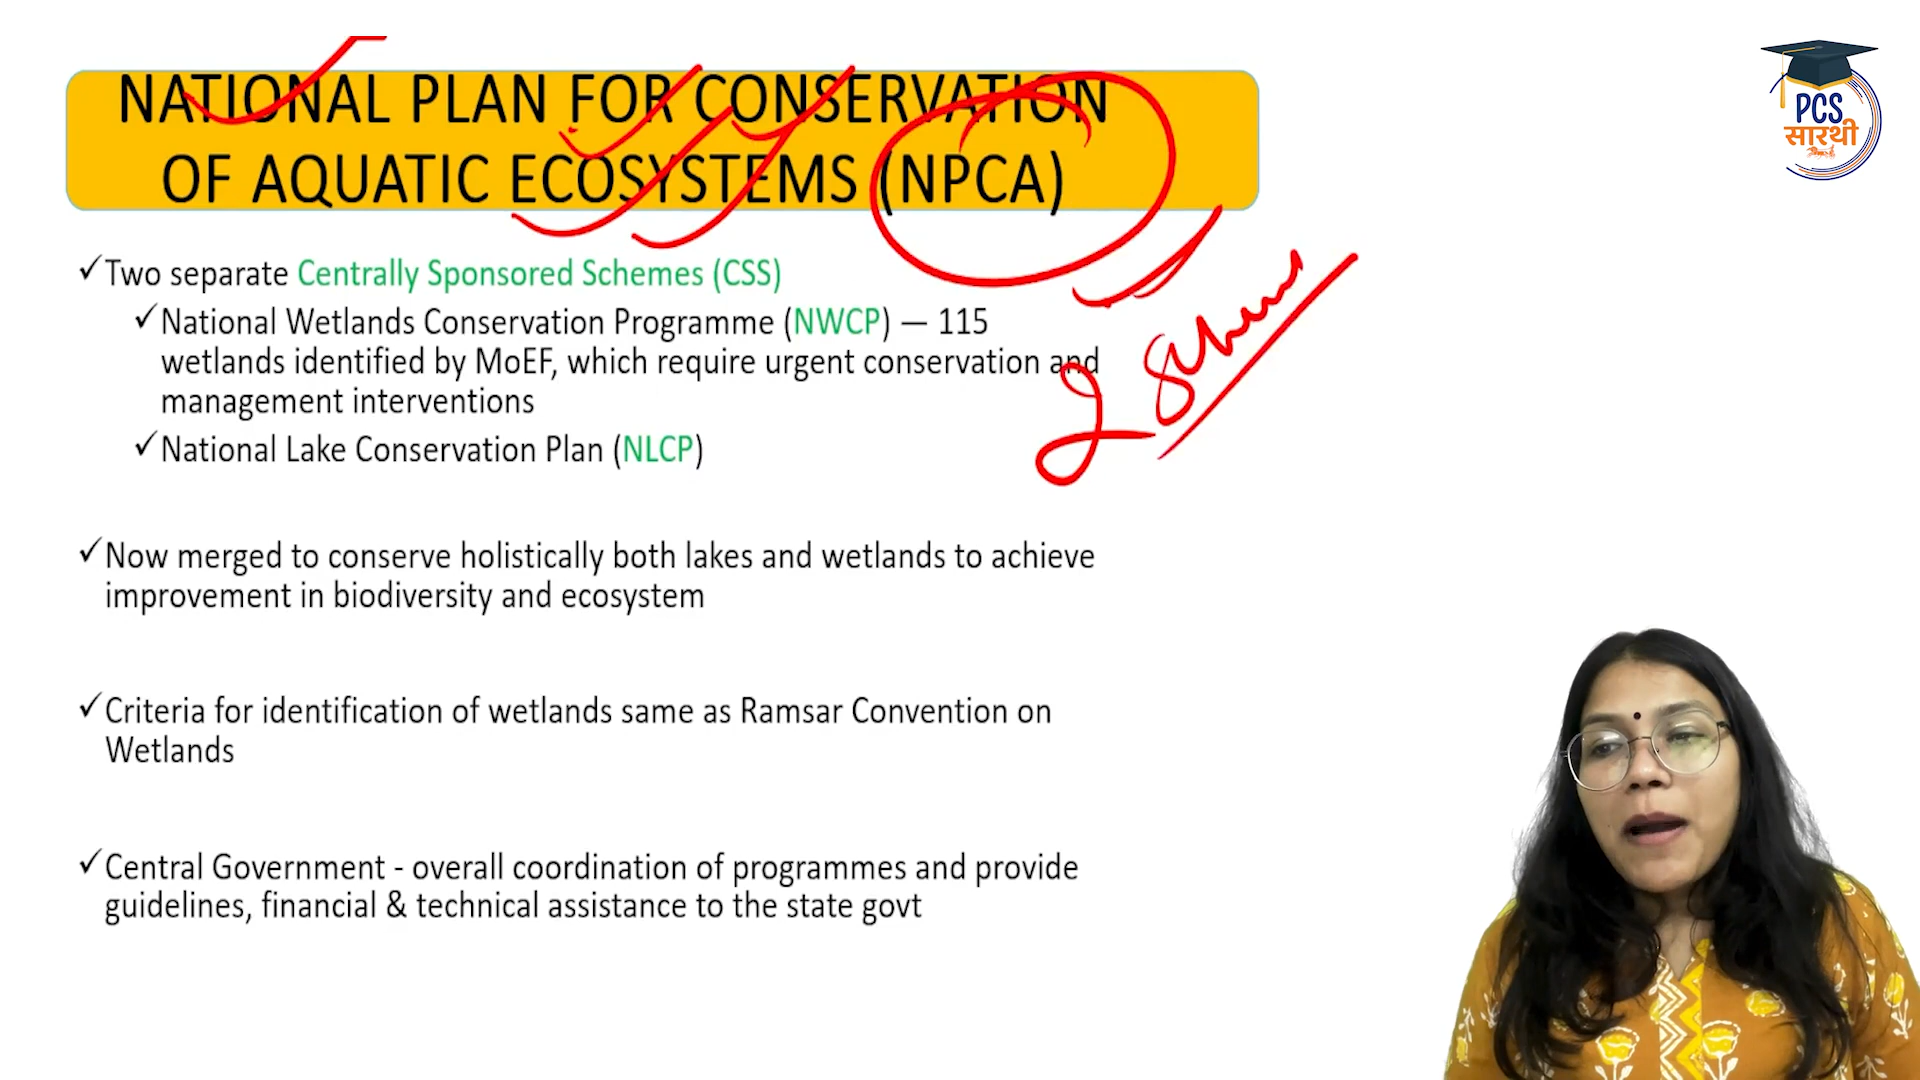 NATIONAL PLAN FOR CONSERVATION
OF AQUATIC ECOSYSTEMS (NPCA)
PCS
सारथी
✓Two separate Centrally Sponsored Schemes (CSS)
✓National Wetlands Conservation Programme (NWCP) — 115
wetlands identified by MoEF, which require urgent conservation and
management interventions
✓National Lake Conservation Plan (NLCP)
2 Schemes
✓Now merged to conserve holistically both lakes and wetlands to achieve
improvement in biodiversity and ecosystem
✓Criteria for identification of wetlands same as Ramsar Convention on
Wetlands
✓Central Government - overall coordination of programmes and provide
guidelines, financial & technical assistance to the state govt